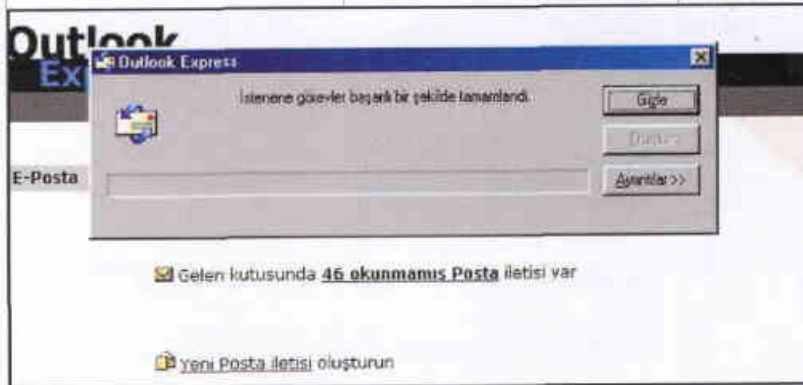 Outlook
Ex
Outlook Express
İstenene görevler başarılı bir şekilde tamamlandı.
Gizle
E-Posta
Ayrıntılar >>
Gelen kutusunda 46 okunmamış Posta iletisi var
Yeni Posta iletisi oluşturun